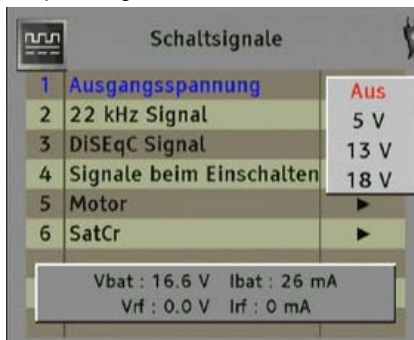 Schaltsignale
1 Ausgangsspannung
Aus
2 22 kHz Signal
5 V
3 DiSEqC Signal
13 V
4 Signale beim Einschalten
18 V
5 Motor ►
6 SatCr ►
Vbat : 16.6 V Ibat : 26 mA
Vrf : 0.0 V Irf : 0 mA